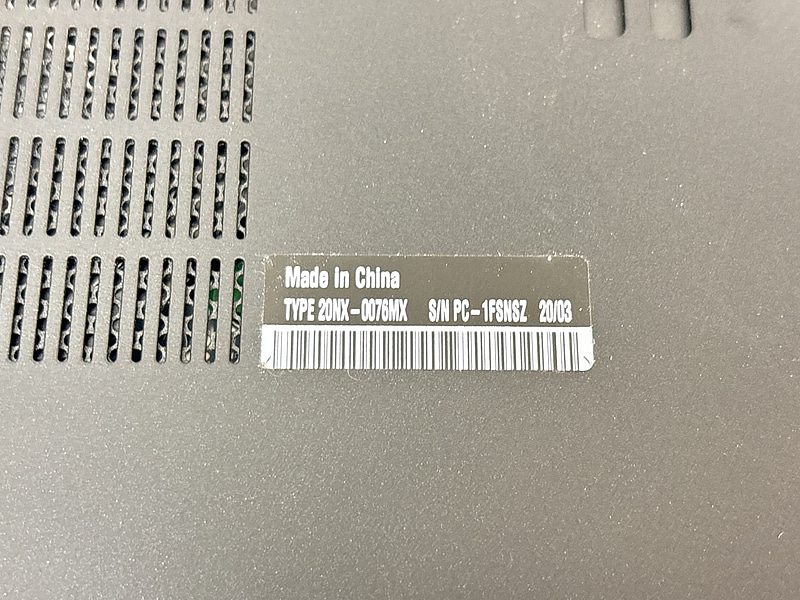 Made in China
TYPE 20NX-0076MX S/N PC-1FSNSZ 20/03